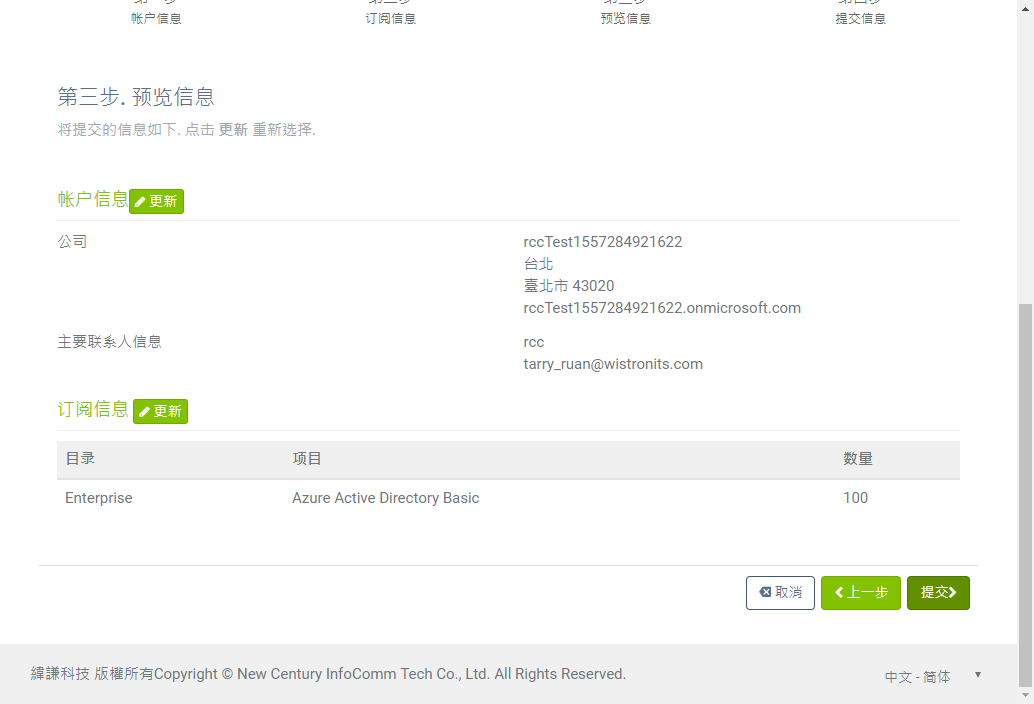 帐户信息
订阅信息
预览信息
提交信息
第三步. 预览信息
将提交的信息如下. 点击 更新 重新选择.
帐户信息 更新
公司
rccTest1557284921622
台北
臺北市 43020
rccTest1557284921622.onmicrosoft.com
主要联系人信息
rcc
tarry_ruan@wistronits.com
订阅信息 更新
目录 项目 数量
Enterprise Azure Active Directory Basic 100
取消 上一步 提交
緯謙科技 版權所有Copyright © New Century InfoComm Tech Co., Ltd. All Rights Reserved.
中文 - 简体